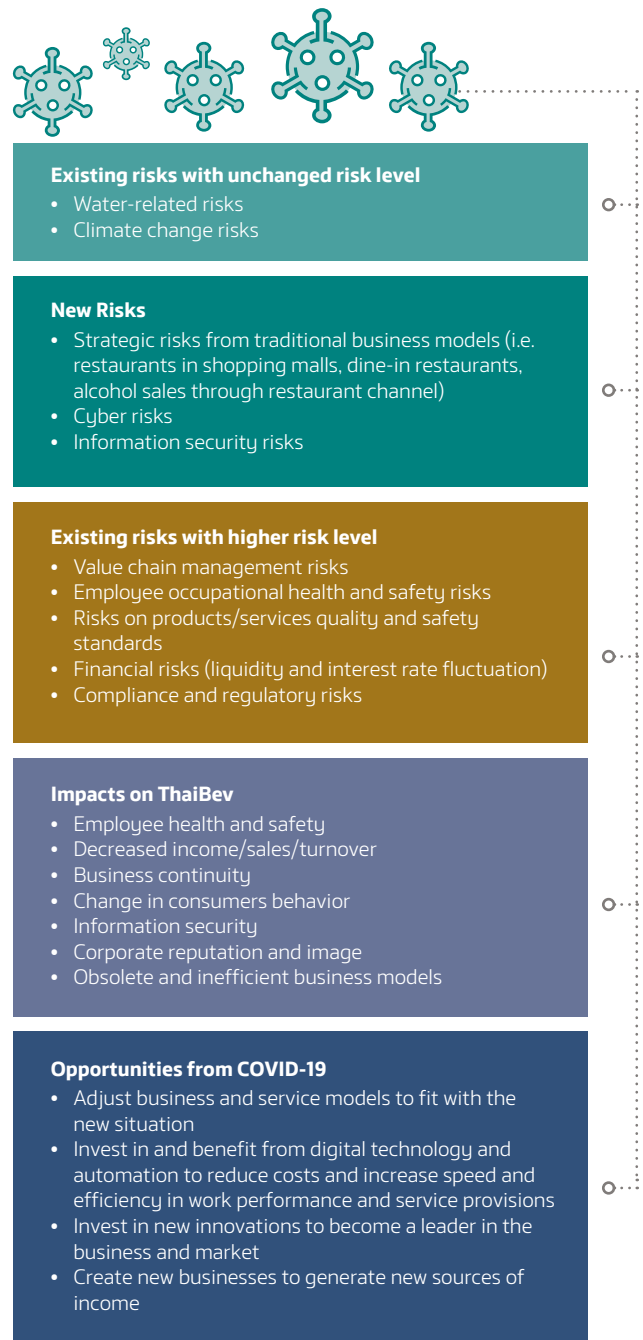 Existing risks with unchanged risk level
• Water-related risks
• Climate change risks
New Risks
• Strategic risks from traditional business models (i.e.
restaurants in shopping malls, dine-in restaurants,
alcohol sales through restaurant channel)
• Cyber risks
• Information security risks
Existing risks with higher risk level
• Value chain management risks
• Employee occupational health and safety risks
• Risks on products/services quality and safety
standards
• Financial risks (liquidity and interest rate fluctuation)
• Compliance and regulatory risks
Impacts on ThaiBev
• Employee health and safety
• Decreased income/sales/turnover
• Business continuity
• Change in consumers behavior
• Information security
• Corporate reputation and image
• Obsolete and inefficient business models
Opportunities from COVID-19
• Adjust business and service models to fit with the
new situation
• Invest in and benefit from digital technology and
automation to reduce costs and increase speed and
efficiency in work performance and service provisions
• Invest in new innovations to become a leader in the
business and market
• Create new businesses to generate new sources of
income